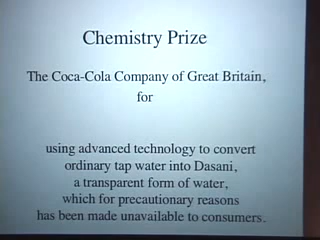 Chemistry Prize
The Coca-Cola Company of Great Britain,
for
using advanced technology to convert
ordinary tap water into Dasani,
a transparent form of water,
which for precautionary reasons
has been made unavailable to consumers.